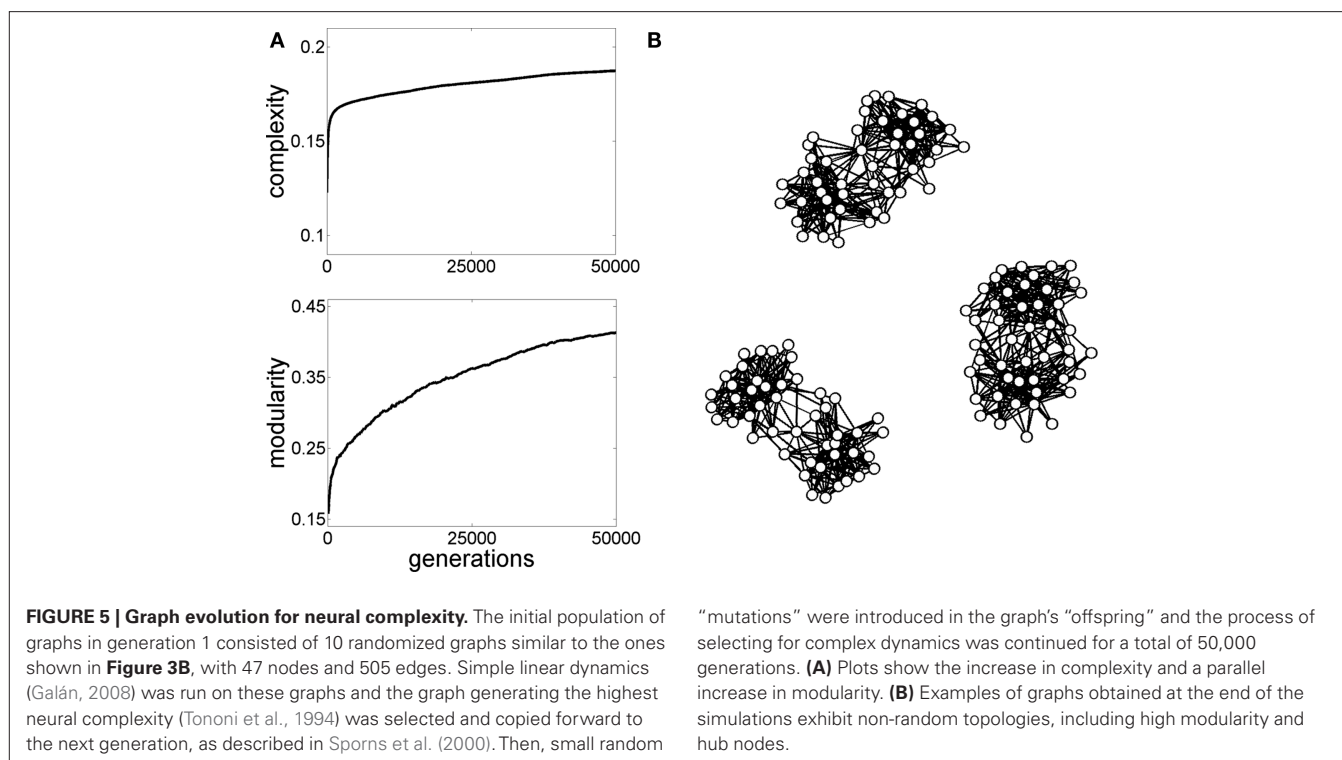 A
B
0.2
0.15
0.1
complexity
0
25000
50000
0.45
0.35
0.25
0.15
modularity
0
25000
50000
generations
FIGURE 5 | Graph evolution for neural complexity. The initial population of
graphs in generation 1 consisted of 10 randomized graphs similar to the ones
shown in Figure 3B, with 47 nodes and 505 edges. Simple linear dynamics
(Galán, 2008) was run on these graphs and the graph generating the highest
neural complexity (Tononi et al., 1994) was selected and copied forward to
the next generation, as described in Sporns et al. (2000). Then, small random
“mutations” were introduced in the graph’s “offspring” and the process of
selecting for complex dynamics was continued for a total of 50,000
generations. (A) Plots show the increase in complexity and a parallel
increase in modularity. (B) Examples of graphs obtained at the end of the
simulations exhibit non-random topologies, including high modularity and
hub nodes.